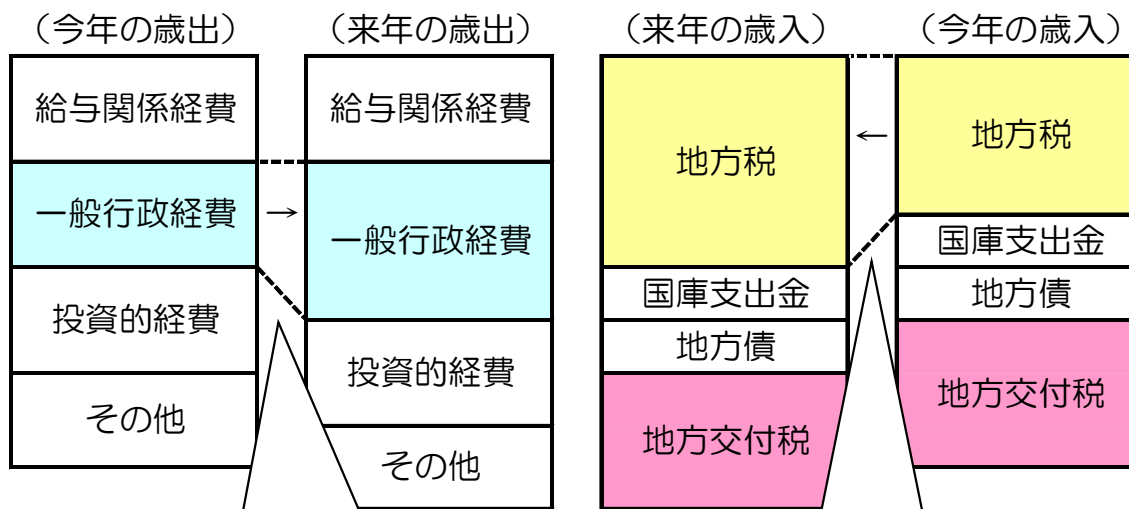 (今年の歳出)
給与関係経費
一般行政経費
→
投資的経費
その他
(来年の歳出)
給与関係経費
一般行政経費
投資的経費
その他
(来年の歳入)
地方税
←
国庫支出金
地方債
地方交付税
(今年の歳入)
地方税
国庫支出金
地方債
地方交付税